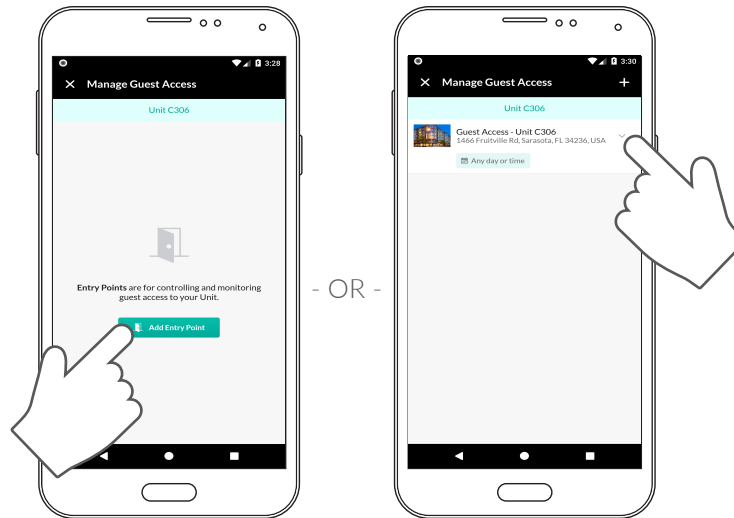 3:28
Manage Guest Access
Unit C306
Entry Points are for controlling and monitoring
guest access to your Unit.
Add Entry Point
- OR -
3:30
Manage Guest Access
Unit C306
Guest Access - Unit C306
1466 Fruitville Rd, Sarasota, FL 34236, USA
Any day or time